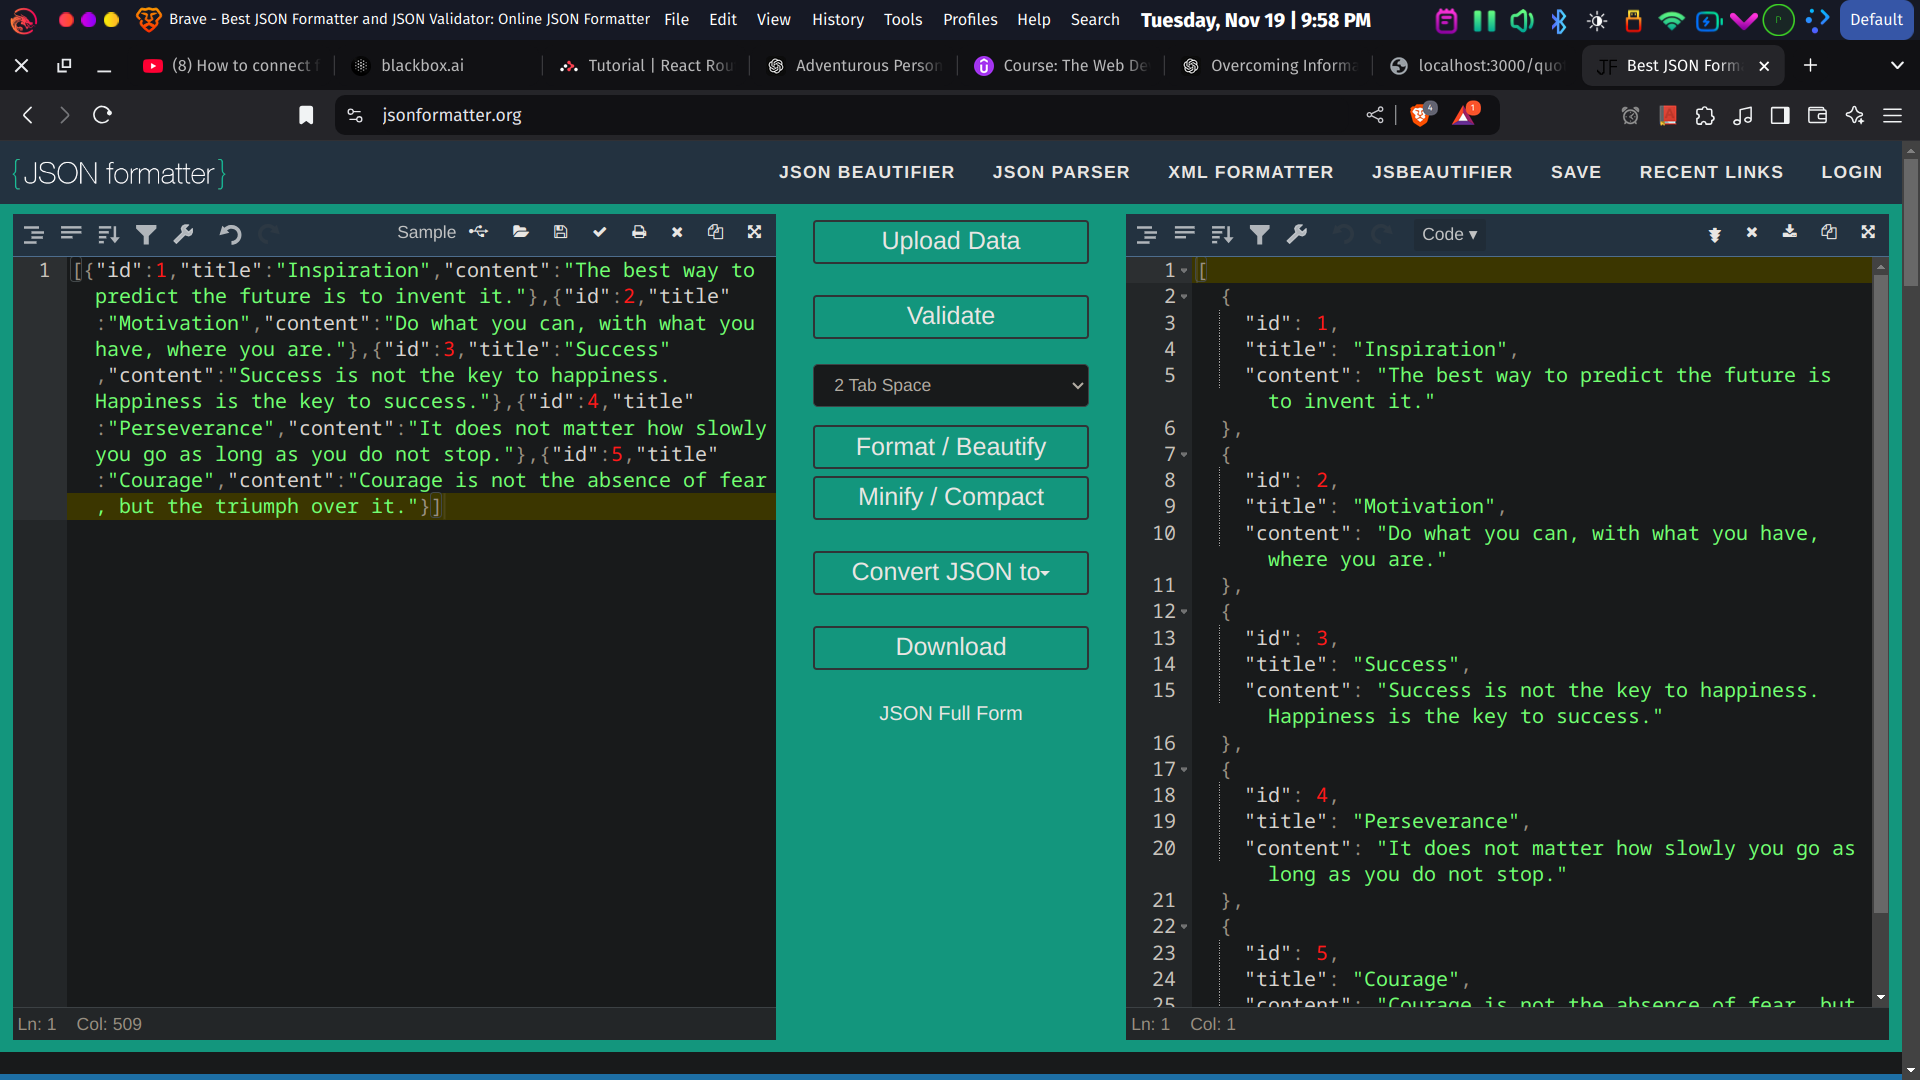 Brave - Best JSON Formatter and JSON Validator: Online JSON Formatter File Edit View History Tools Profiles Help Search Tuesday, Nov 19 | 9:58 PM Default
(8) How to connect f blackbox.ai Tutorial | React Rou Adventurous Person Course: The Web De Overcoming Informa localhost:3000/quo JF Best JSON Form
jsonformatter.org 4 1
{JSON formatter} JSON BEAUTIFIER JSON PARSER XML FORMATTER JSBEAUTIFIER SAVE RECENT LINKS LOGIN
Sample
1 [{"id":1,"title":"Inspiration","content":"The best way to
predict the future is to invent it."},{"id":2,"title"
:"Motivation","content":"Do what you can, with what you
have, where you are."},{"id":3,"title":"Success"
,"content":"Success is not the key to happiness.
Happiness is the key to success."},{"id":4,"title"
:"Perseverance","content":"It does not matter how slowly
you go as long as you do not stop."},{"id":5,"title"
:"Courage","content":"Courage is not the absence of fear
, but the triumph over it."}]
Ln: 1 Col: 509
Upload Data
Validate
2 Tab Space
Format / Beautify
Minify / Compact
Convert JSON to
Download
JSON Full Form
Code ▾
1 [
2 {
3 "id": 1,
4 "title": "Inspiration",
5 "content": "The best way to predict the future is
to invent it."
6 },
7 {
8 "id": 2,
9 "title": "Motivation",
10 "content": "Do what you can, with what you have,
where you are."
11 },
12 {
13 "id": 3,
14 "title": "Success",
15 "content": "Success is not the key to happiness.
Happiness is the key to success."
16 },
17 {
18 "id": 4,
19 "title": "Perseverance",
20 "content": "It does not matter how slowly you go as
long as you do not stop."
21 },
22 {
23 "id": 5,
24 "title": "Courage",
25 "content": "Courage is not the absence of fear, but
Ln: 1 Col: 1